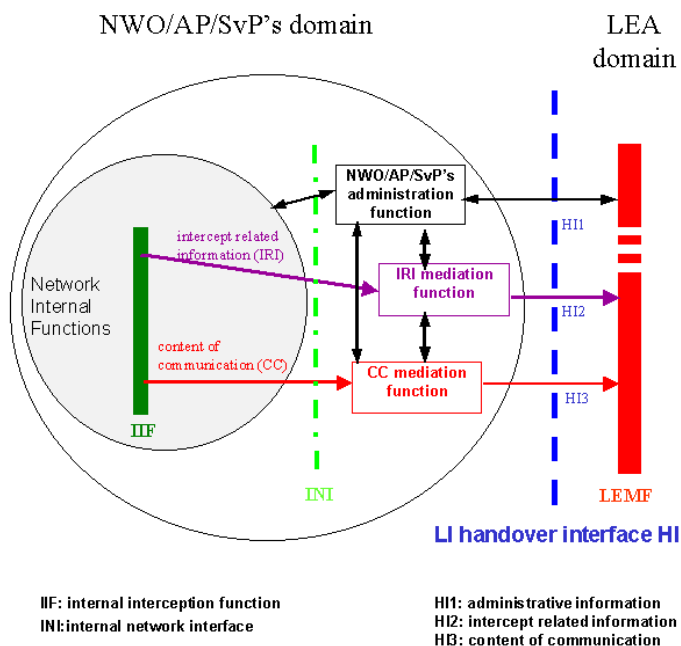 NWO/AP/SvP's domain
LEA
domain
NWO/AP/SvP's
administration
function
HI1
intercept related
information (IRI)
IRI mediation
function
HI2
Network
Internal
Functions
content of
communication (CC)
CC mediation
function
HI3
IIF
INI
LEMF
LI handover interface HI
IIF: internal interception function
INI:internal network interface
HI1: administrative information
HI2: intercept related information
HI3: content of communication